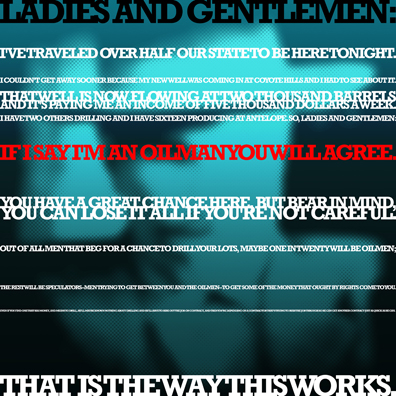 LADIES AND GENTLEMEN:
I'VE TRAVELED OVER HALF OUR STATE TO BE HERE TONIGHT.
I COULDN'T GET AWAY SOONER BECAUSE MY NEW WELL WAS COMING IN AT COYOTE HILLS AND I HAD TO SEE ABOUT IT.
THAT WELL IS NOW FLOWING AT TWO THOUSAND BARRELS
AND IT'S PAYING ME AN INCOME OF FIVE THOUSAND DOLLARS A WEEK.
I HAVE TWO OTHERS DRILLING AND I HAVE SIXTEEN PRODUCING AT ANTELOPE. SO, LADIES AND GENTLEMEN:
IF I SAY I'M AN OIL MAN YOU WILL AGREE.
YOU HAVE A GREAT CHANCE HERE, BUT BEAR IN MIND,
YOU CAN LOSE IT ALL IF YOU'RE NOT CAREFUL.
OUT OF ALL MEN THAT BEG FOR A CHANCE TO DRILL YOUR LOTS, MAYBE ONE IN TWENTY WILL BE OILMEN;
THE REST WILL BE SPECULATORS-MEN TRYING TO GET BETWEEN YOU AND THE OILMEN-TO GET SOME OF THE MONEY THAT OUGHT BY RIGHTS COME TO YOU.
THAT IS THE WAY THIS WORKS.